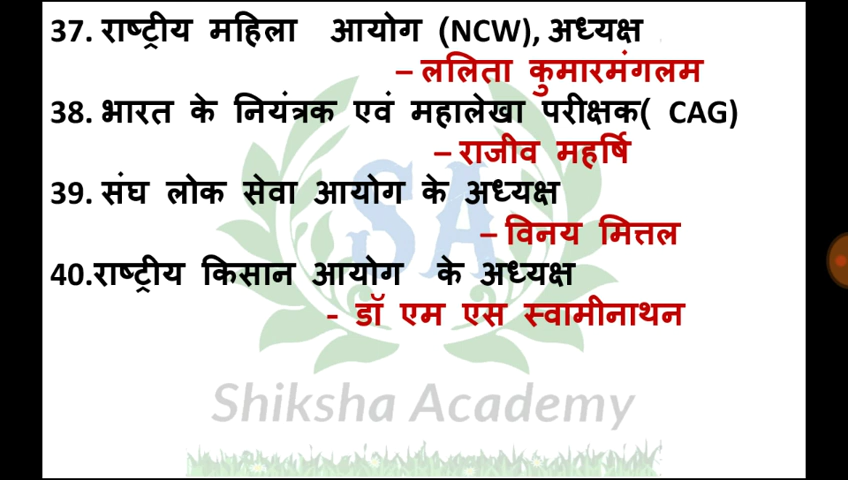 37. राष्ट्रीय महिला आयोग (NCW), अध्यक्ष
– ललिता कुमारमंगलम
38. भारत के नियंत्रक एवं महालेखा परीक्षक( CAG)
– राजीव महर्षि
39. संघ लोक सेवा आयोग के अध्यक्ष
– विनय मित्तल
40.राष्ट्रीय किसान आयोग के अध्यक्ष
- डॉ एम एस स्वामीनाथन
SA
Shiksha Academy